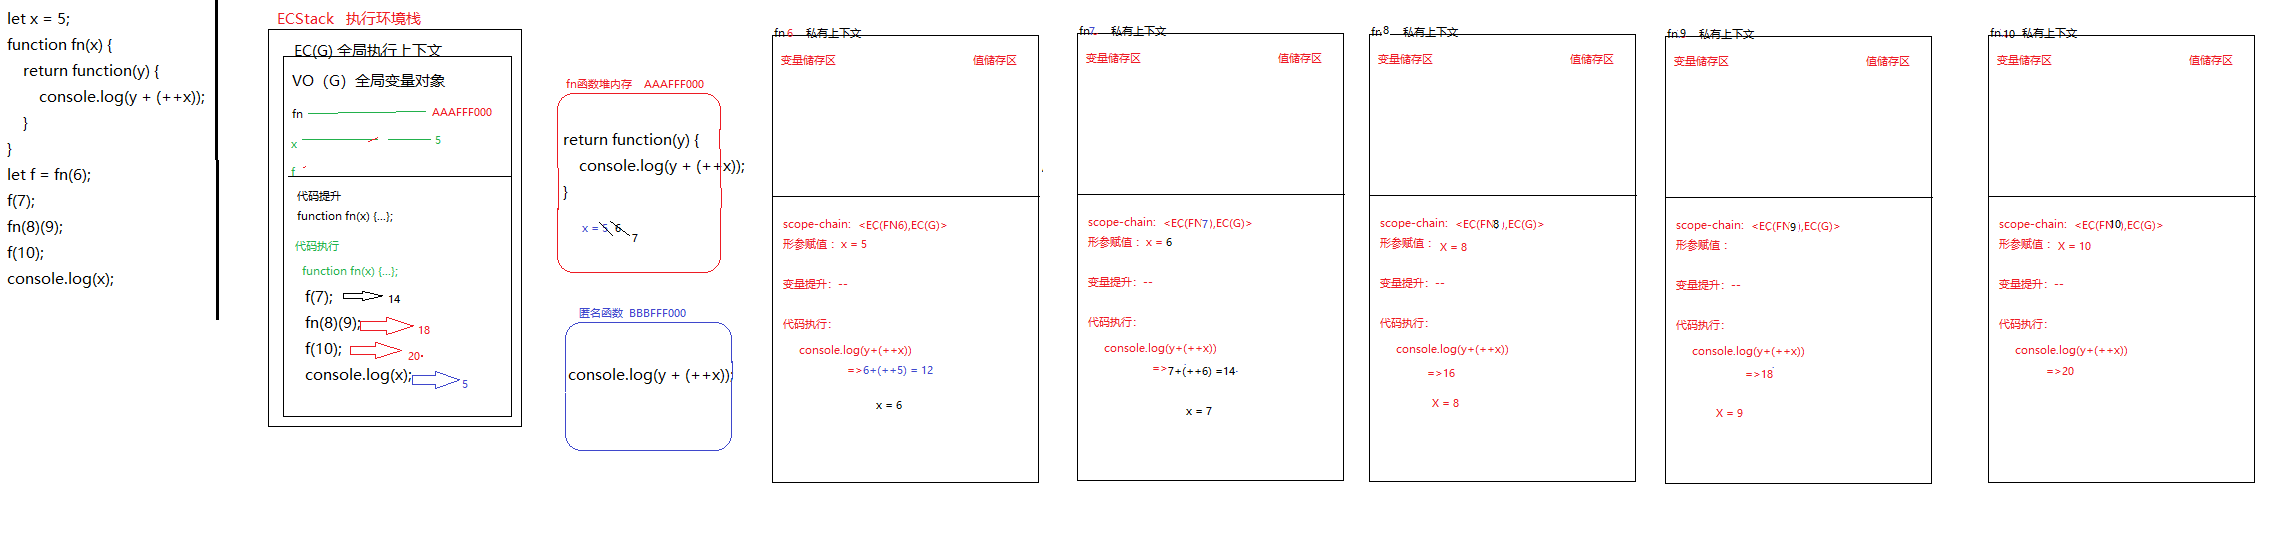 let x = 5;
function fn(x) {
return function(y) {
console.log(y + (++x));
}
}
let f = fn(6);
f(7);
fn(8)(9);
f(10);
console.log(x);
ECStack 执行环境栈
EC(G) 全局执行上下文
VO（G）全局变量对象
fn AAAFFF000
x 5
f
代码提升
function fn(x) {...};
代码执行
function fn(x) {...};
f(7); 14
fn(8)(9); 18
f(10); 20
console.log(x); 5
fn函数堆内存 AAAFFF000
return function(y) {
console.log(y + (++x));
}
x = 5 6 7
匿名函数 BBBFFF000
console.log(y + (++x));
fn6 私有上下文
变量储存区 值储存区
scope-chain: <EC(FN6),EC(G)>
形参赋值：x = 5
变量提升：--
代码执行：
console.log(y+(++x))
=>6+(++5) = 12
x = 6
fn7 私有上下文
变量储存区 值储存区
scope-chain: <EC(FN7),EC(G)>
形参赋值：x = 6
变量提升：--
代码执行：
console.log(y+(++x))
=>7+(++6) =14
x = 7
fn 8 私有上下文
变量储存区 值储存区
scope-chain: <EC(FN8),EC(G)>
形参赋值： X = 8
变量提升：--
代码执行：
console.log(y+(++x))
=>16
X = 8
fn 9 私有上下文
变量储存区 值储存区
scope-chain: <EC(FN9),EC(G)>
形参赋值：
变量提升：--
代码执行：
console.log(y+(++x))
=>18
X = 9
fn 10 私有上下文
变量储存区 值储存区
scope-chain: <EC(FN10),EC(G)>
形参赋值： X = 10
变量提升：--
代码执行：
console.log(y+(++x))
=>20